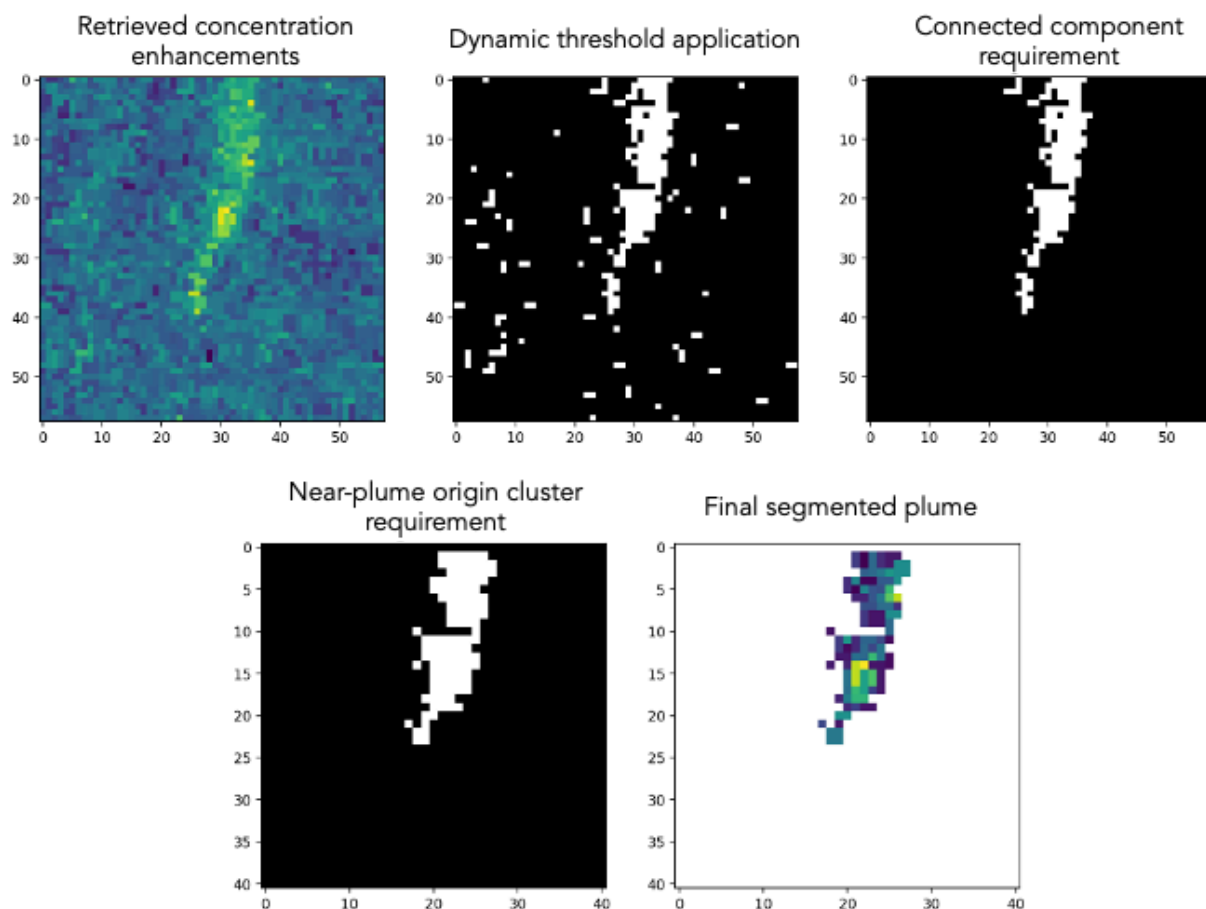 Retrieved concentration
enhancements
Dynamic threshold application
Connected component
requirement
0
10
20
30
40
50
0 10 20 30 40 50
0
10
20
30
40
50
0 10 20 30 40 50
0
10
20
30
40
50
0 10 20 30 40 50
Near-plume origin cluster
requirement
Final segmented plume
0
5
10
15
20
25
30
35
40
0 10 20 30 40
0
5
10
15
20
25
30
35
40
0 10 20 30 40